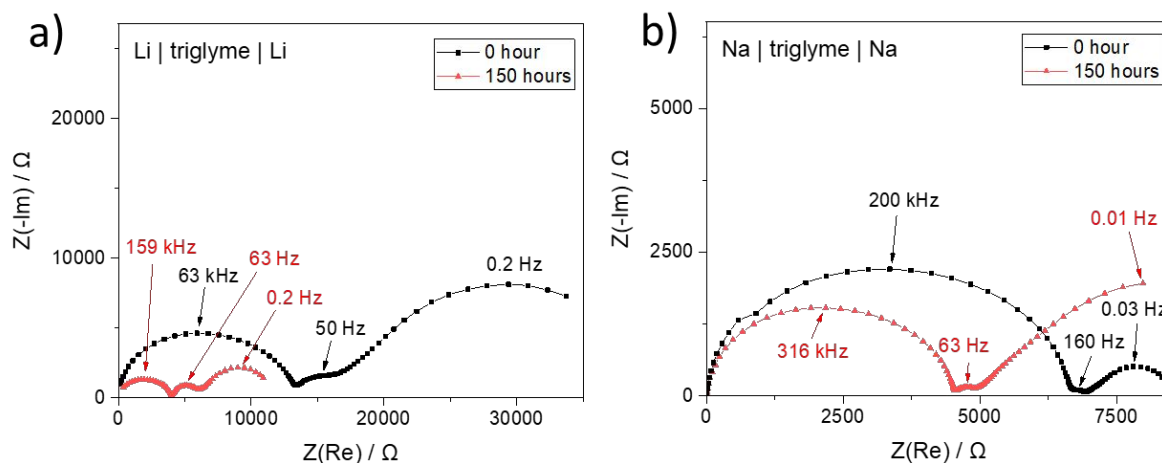 a)
Li | triglyme | Li
0 hour
150 hours
20000
10000
0
Z(-Im) / Ω
159 kHz
63 kHz
63 Hz
0.2 Hz
50 Hz
0.2 Hz
0
10000
20000
30000
Z(Re) / Ω
b)
Na | triglyme | Na
0 hour
150 hours
5000
2500
0
Z(-Im) / Ω
200 kHz
0.01 Hz
316 kHz
63 Hz
160 Hz
0.03 Hz
0
2500
5000
7500
Z(Re) / Ω